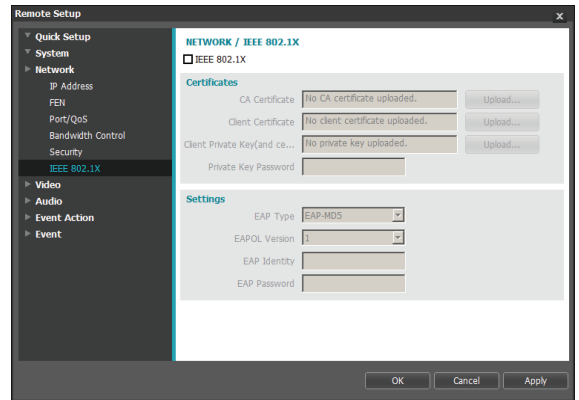 Remote Setup
x
Quick Setup
System
Network
IP Address
FEN
Port/QoS
Bandwidth Control
Security
IEEE 802.1X
Video
Audio
Event Action
Event
NETWORK / IEEE 802.1X
IEEE 802.1X
Certificates
CA Certificate No CA certificate uploaded. Upload...
Client Certificate No client certificate uploaded. Upload...
Client Private Key(and ce... No private key uploaded. Upload...
Private Key Password
Settings
EAP Type EAP-MD5
EAPOL Version 1
EAP Identity
EAP Password
OK Cancel Apply